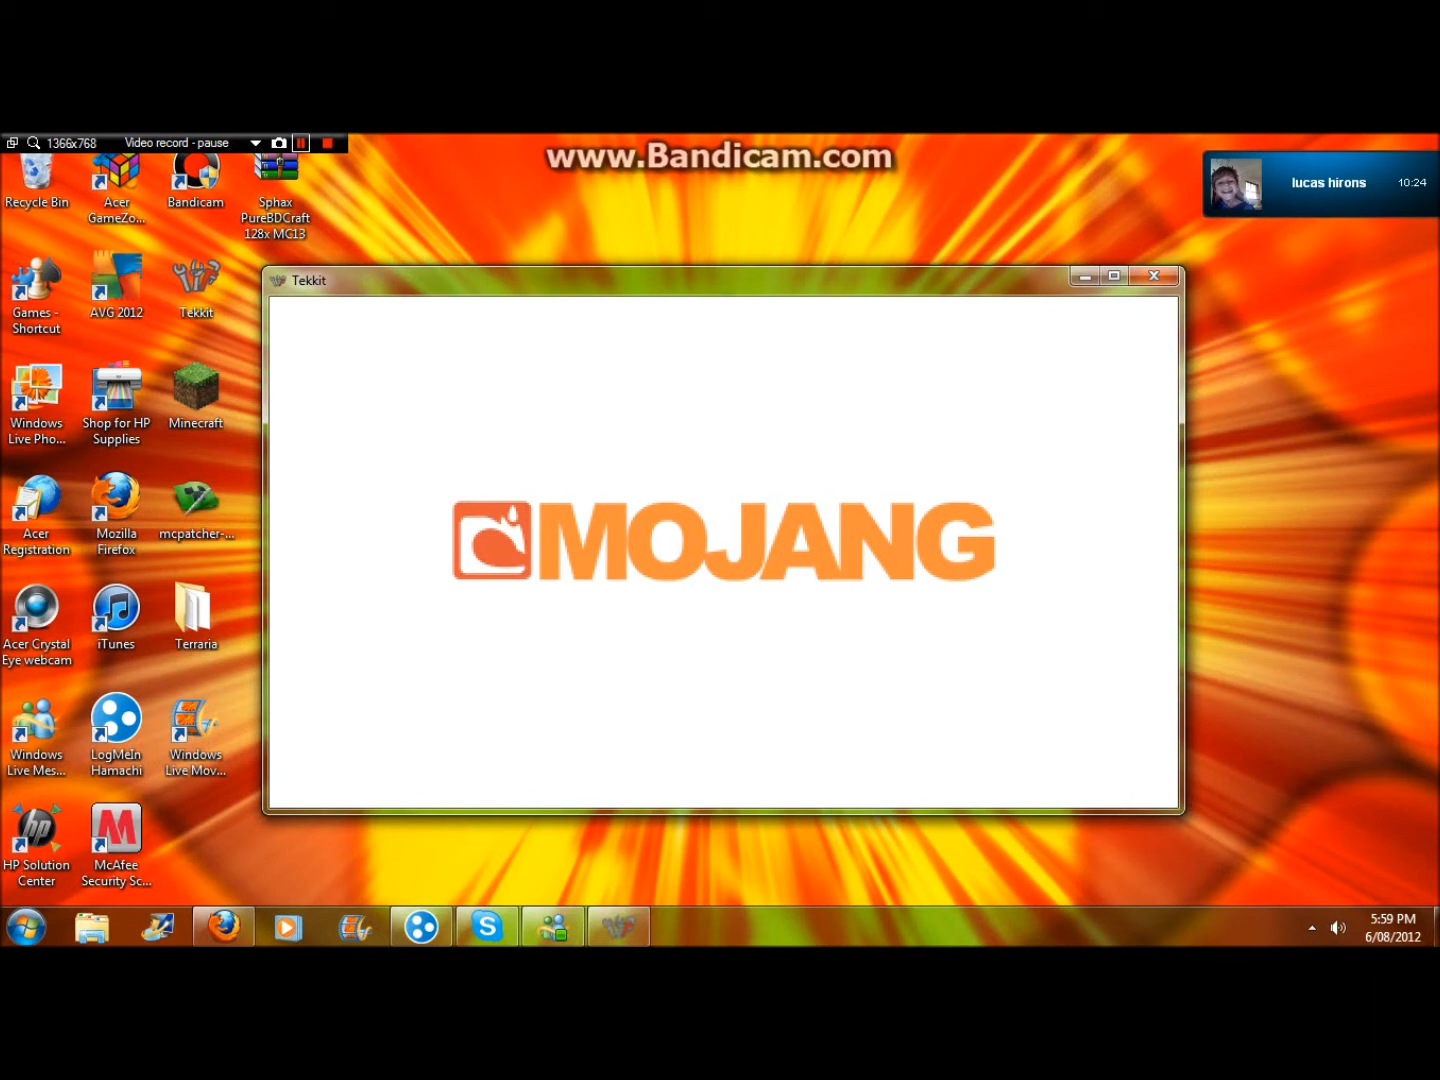 1366x768 Video record - pause
www.Bandicam.com
lucas hirons 10:24
Recycle Bin
Acer
GameZo...
Bandicam
Sphax
PureBDCraft
128x MC13
Games -
Shortcut
AVG 2012
Tekkit
Windows
Live Pho...
Shop for HP
Supplies
Minecraft
Acer
Registration
Mozilla
Firefox
mcpatcher-...
Acer Crystal
Eye webcam
iTunes
Terraria
Windows
Live Mes...
LogMeIn
Hamachi
Windows
Live Mov...
HP Solution
Center
McAfee
Security Sc...
Tekkit
MOJANG
5:59 PM
6/08/2012